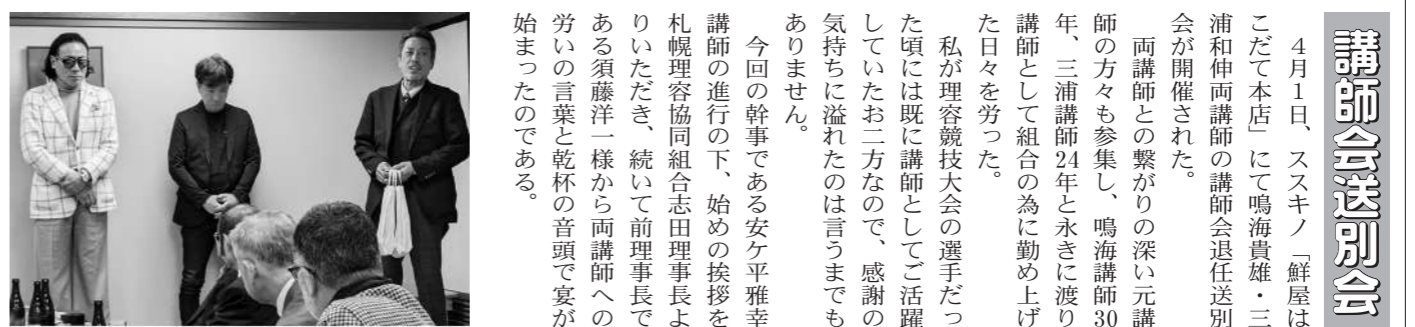 講師会送別会
4月1日、ススキノ「鮮屋は
こだて本店」にて鳴海貴雄・三
浦和伸両講師の講師会退任送別
会が開催された。
両講師との繋がりの深い元講
師の方々も参集し、鳴海講師30
年、三浦講師24年と永きに渡り
講師として組合の為に勤め上げ
た日々を労った。
私が理容競技大会の選手だっ
た頃には既に講師としてご活躍
していたお二方なので、感謝の
気持ちに溢れたのは言うまでも
ありません。
今回の幹事である安ケ平雅幸
講師の進行の下、始めの挨拶を
札幌理容協同組合志田理事長よ
りいただき、続いて前理事長で
ある須藤洋一様から両講師への
労いの言葉と乾杯の音頭で宴が
始まったのである。